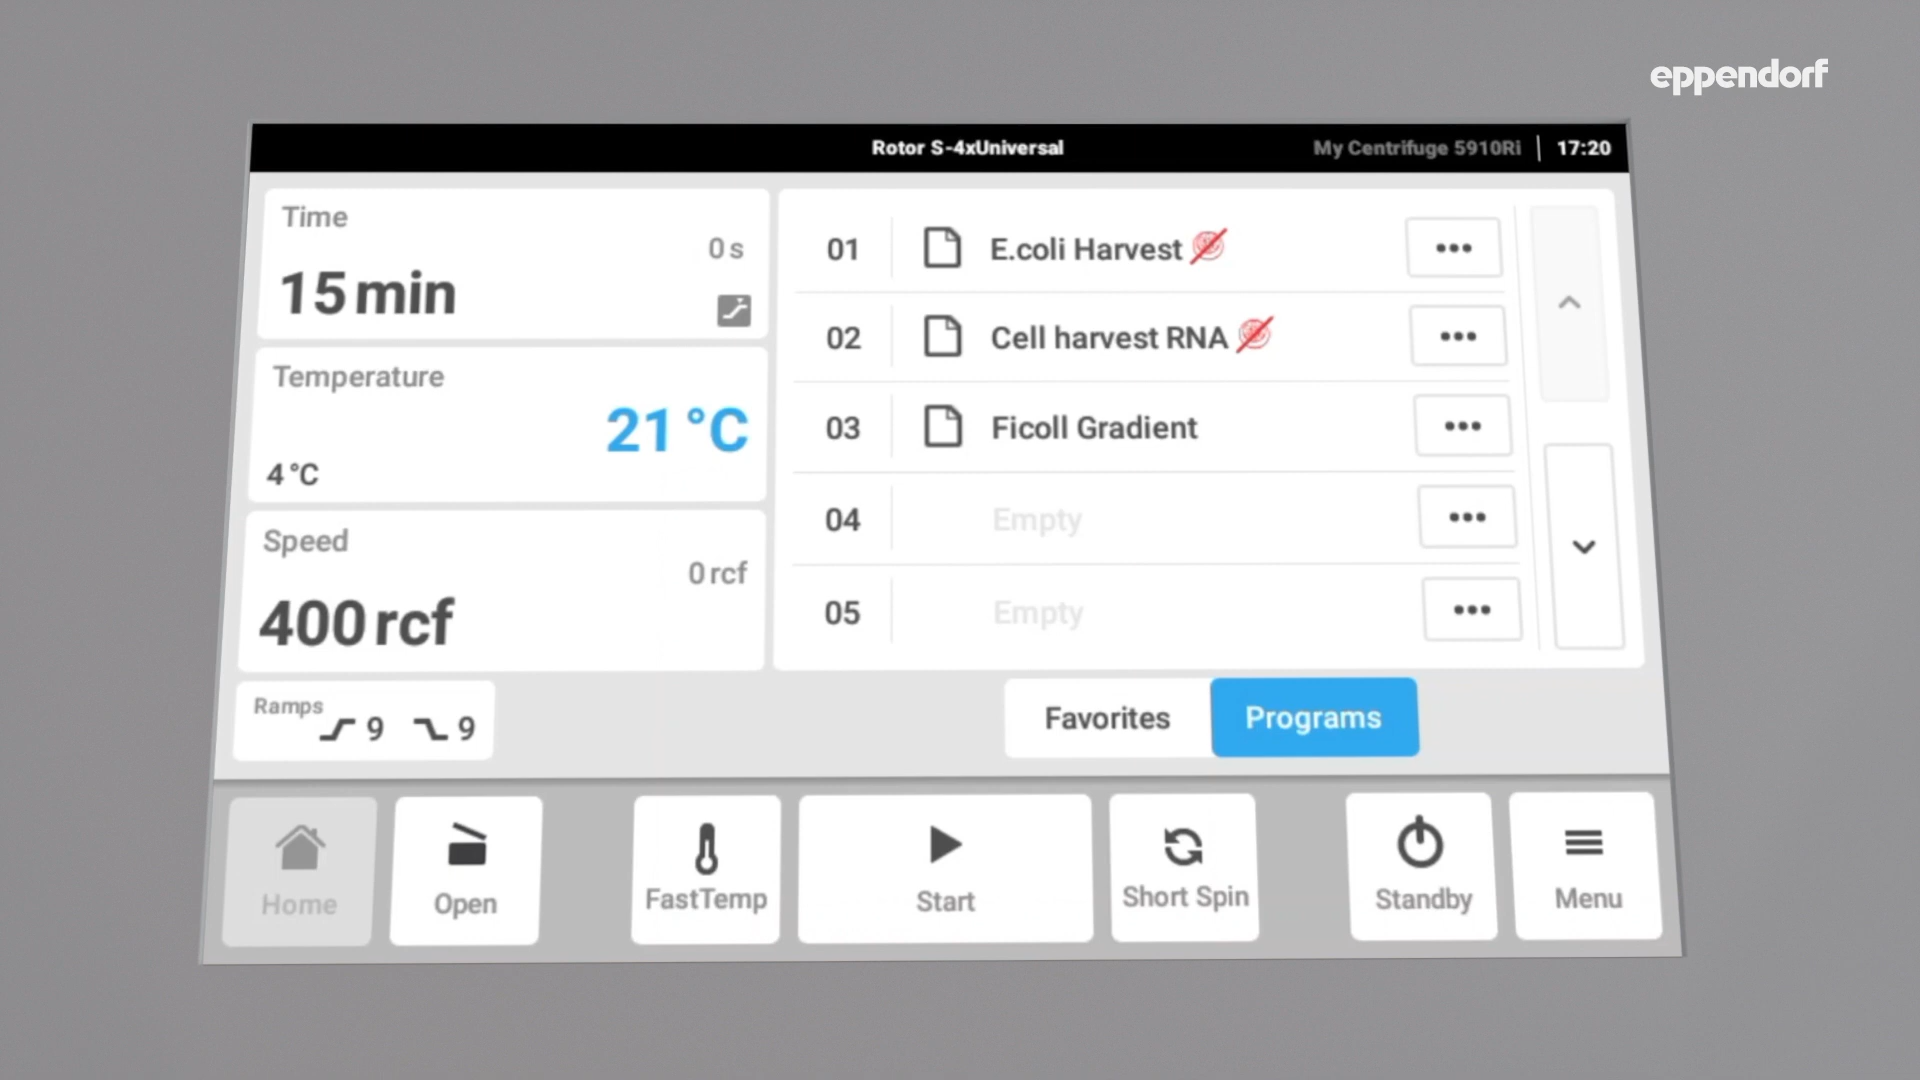 eppendorf
Rotor S-4xUniversal
My Centrifuge 5910Ri | 17:20
Time
0 s
15 min
Temperature
21 °C
4 °C
Speed
0 rcf
400 rcf
Ramps
9 9
01 E.coli Harvest
02 Cell harvest RNA
03 Ficoll Gradient
04 Empty
05 Empty
Favorites Programs
Home Open FastTemp Start Short Spin Standby Menu